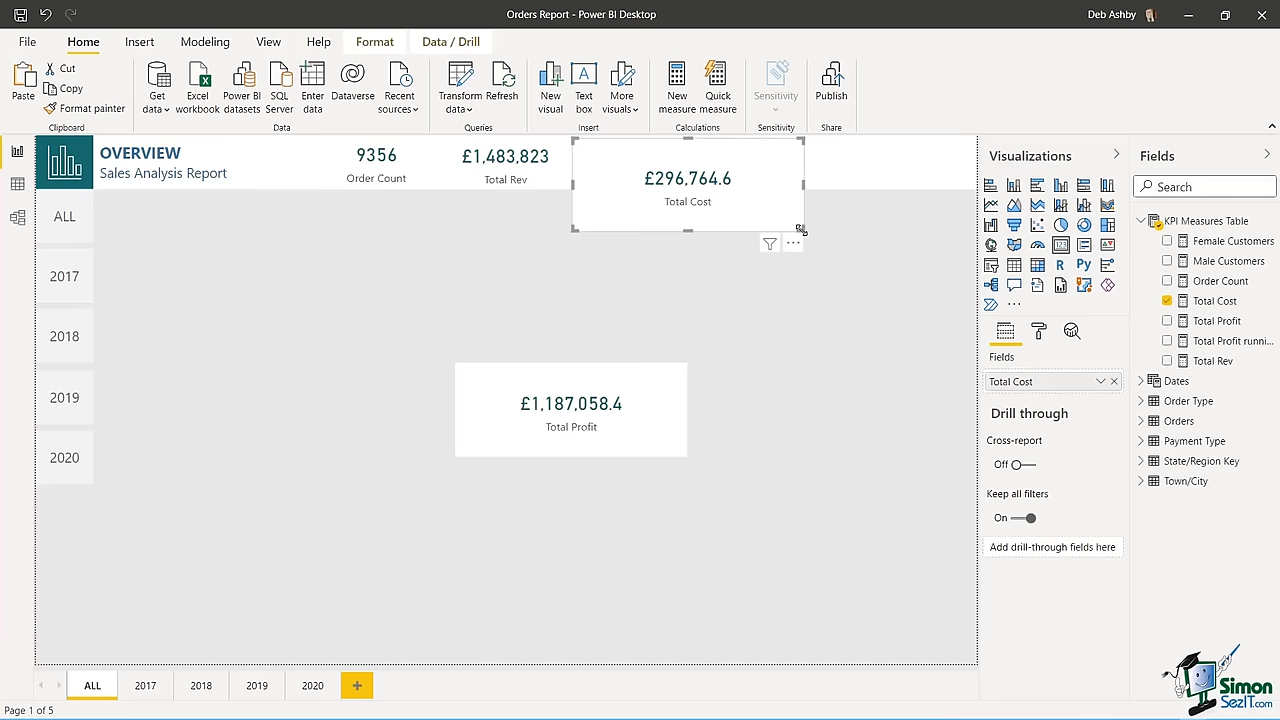 Orders Report - Power BI Desktop
Deb Ashby
File Home Insert Modeling View Help Format Data / Drill
Paste
Cut
Copy
Format painter
Get data
Excel workbook
Power BI datasets
SQL Server
Enter data
Dataverse
Recent sources
Transform data
Refresh
New visual
Text box
More visuals
New measure
Quick measure
Sensitivity
Publish
Clipboard Data Queries Insert Calculations Sensitivity Share
OVERVIEW
Sales Analysis Report
9356
Order Count
£1,483,823
Total Rev
£296,764.6
Total Cost
ALL
2017
2018
2019
2020
£1,187,058.4
Total Profit
Visualizations
R
Py
123
Fields
Total Cost
Drill through
Cross-report
Off
Keep all filters
On
Add drill-through fields here
Fields
Search
KPI Measures Table
Female Customers
Male Customers
Order Count
Total Cost
Total Profit
Total Profit runni...
Total Rev
Dates
Order Type
Orders
Payment Type
State/Region Key
Town/City
ALL 2017 2018 2019 2020
Page 1 of 5
Simon
SezIT.com